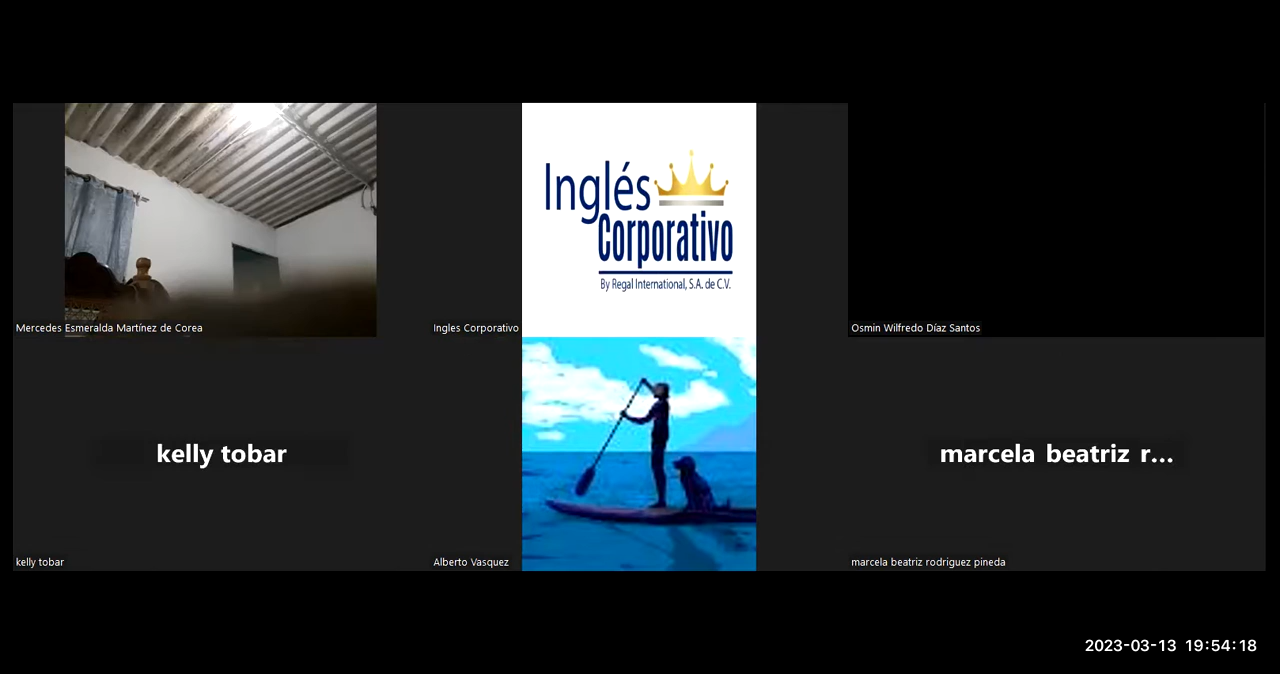 Inglés
Corporativo
By Regal International, S.A. de C.V.
Mercedes Esmeralda Martínez de Corea
Ingles Corporativo
Osmin Wilfredo Díaz Santos
kelly tobar
marcela beatriz r...
kelly tobar
Alberto Vasquez
marcela beatriz rodriguez pineda
2023-03-13 19:54:18